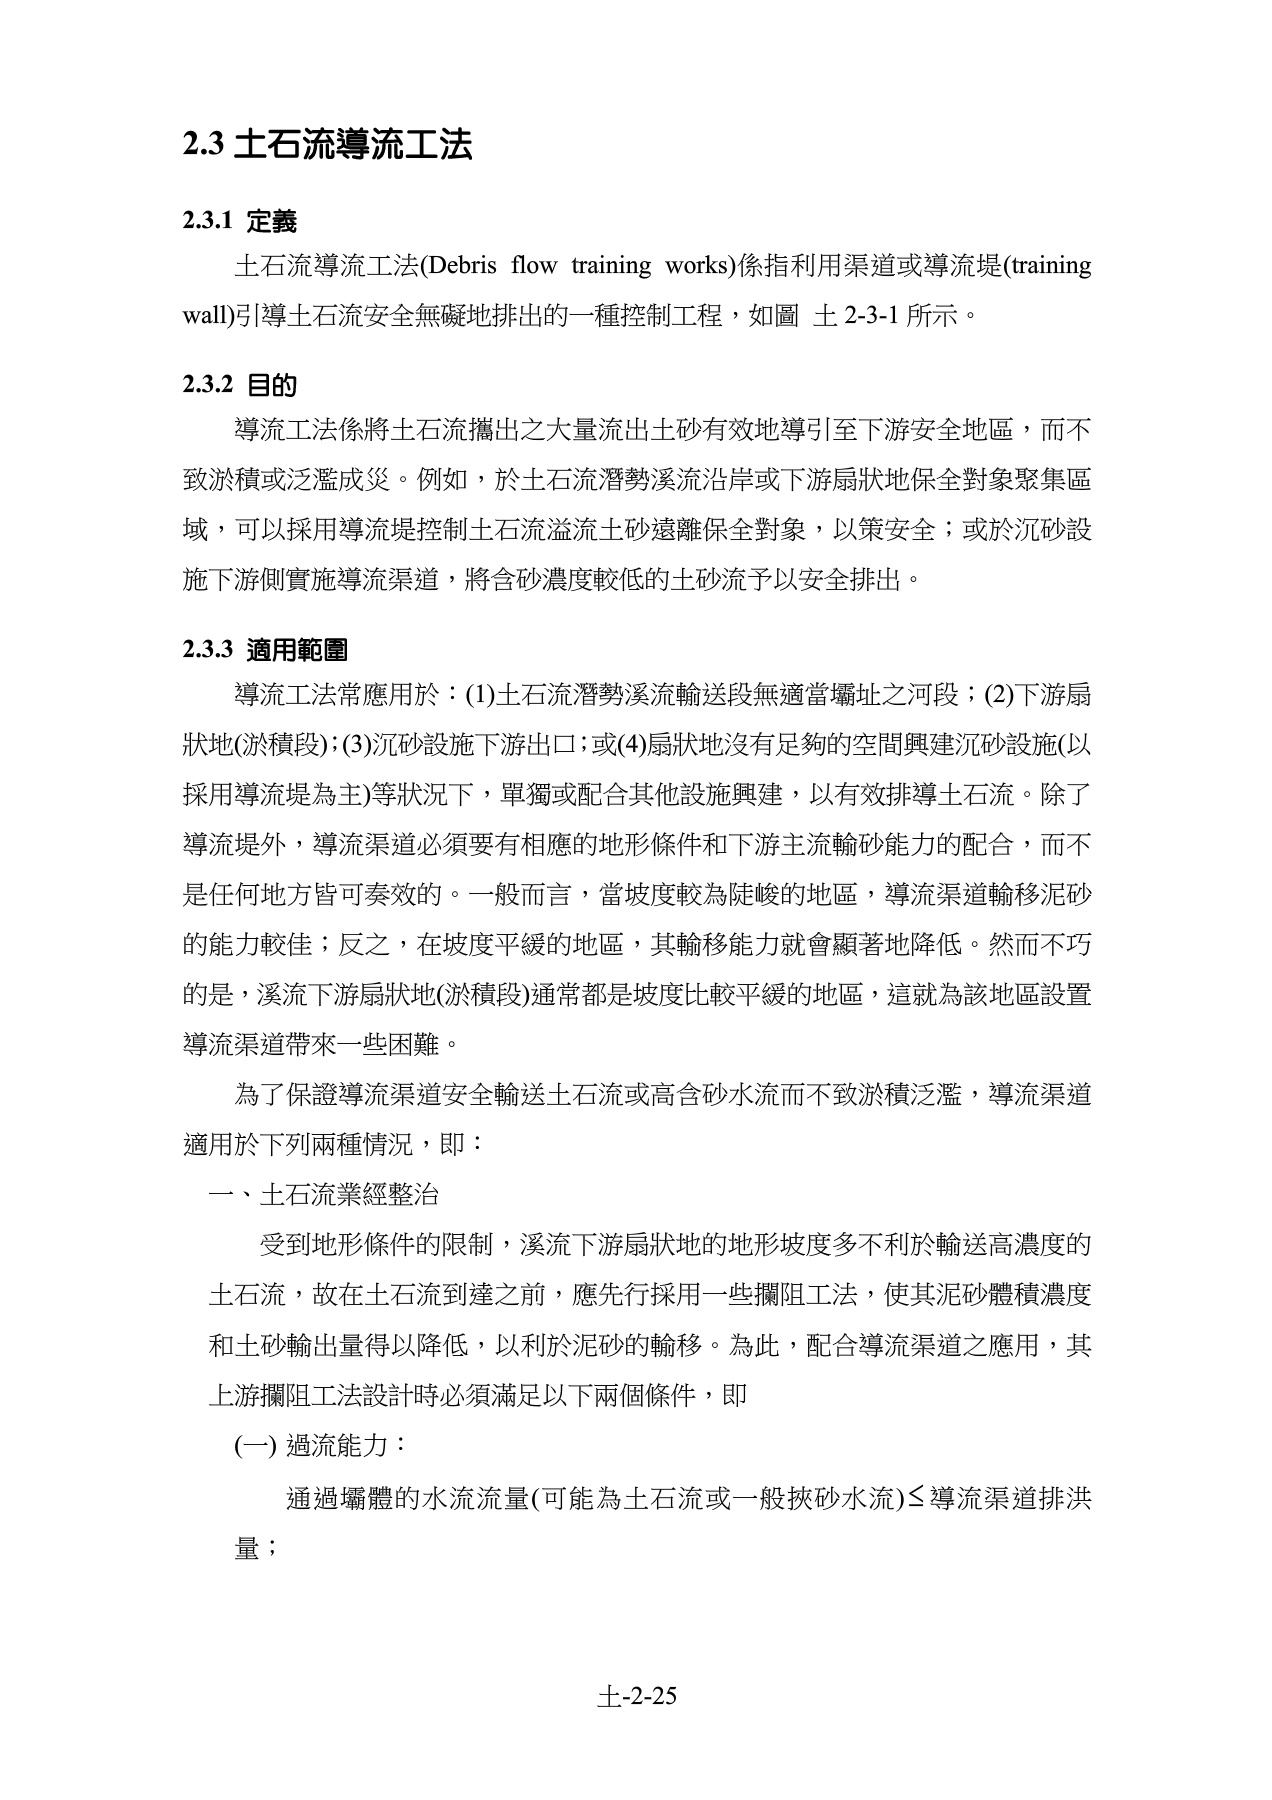 2.3 土石流導流工法
2.3.1 定義
土石流導流工法(Debris flow training works)係指利用渠道或導流堤(training
wall)引導土石流安全無礙地排出的一種控制工程，如圖 土 2-3-1 所示。
2.3.2 目的
導流工法係將土石流攜出之大量流出土砂有效地導引至下游安全地區，而不
致淤積或泛濫成災。例如，於土石流潛勢溪流沿岸或下游扇狀地保全對象聚集區
域，可以採用導流堤控制土石流溢流土砂遠離保全對象，以策安全；或於沉砂設
施下游側實施導流渠道，將含砂濃度較低的土砂流予以安全排出。
2.3.3 適用範圍
導流工法常應用於：(1)土石流潛勢溪流輸送段無適當壩址之河段；(2)下游扇
狀地(淤積段)；(3)沉砂設施下游出口；或(4)扇狀地沒有足夠的空間興建沉砂設施(以
採用導流堤為主)等狀況下，單獨或配合其他設施興建，以有效排導土石流。除了
導流堤外，導流渠道必須要有相應的地形條件和下游主流輸砂能力的配合，而不
是任何地方皆可奏效的。一般而言，當坡度較為陡峻的地區，導流渠道輸移泥砂
的能力較佳；反之，在坡度平緩的地區，其輸移能力就會顯著地降低。然而不巧
的是，溪流下游扇狀地(淤積段)通常都是坡度比較平緩的地區，這就為該地區設置
導流渠道帶來一些困難。
為了保證導流渠道安全輸送土石流或高含砂水流而不致淤積泛濫，導流渠道
適用於下列兩種情況，即：
一、土石流業經整治
受到地形條件的限制，溪流下游扇狀地的地形坡度多不利於輸送高濃度的
土石流，故在土石流到達之前，應先行採用一些攔阻工法，使其泥砂體積濃度
和土砂輸出量得以降低，以利於泥砂的輸移。為此，配合導流渠道之應用，其
上游攔阻工法設計時必須滿足以下兩個條件，即
(一) 過流能力：
通過壩體的水流流量(可能為土石流或一般挾砂水流)≤導流渠道排洪
量；
土-2-25